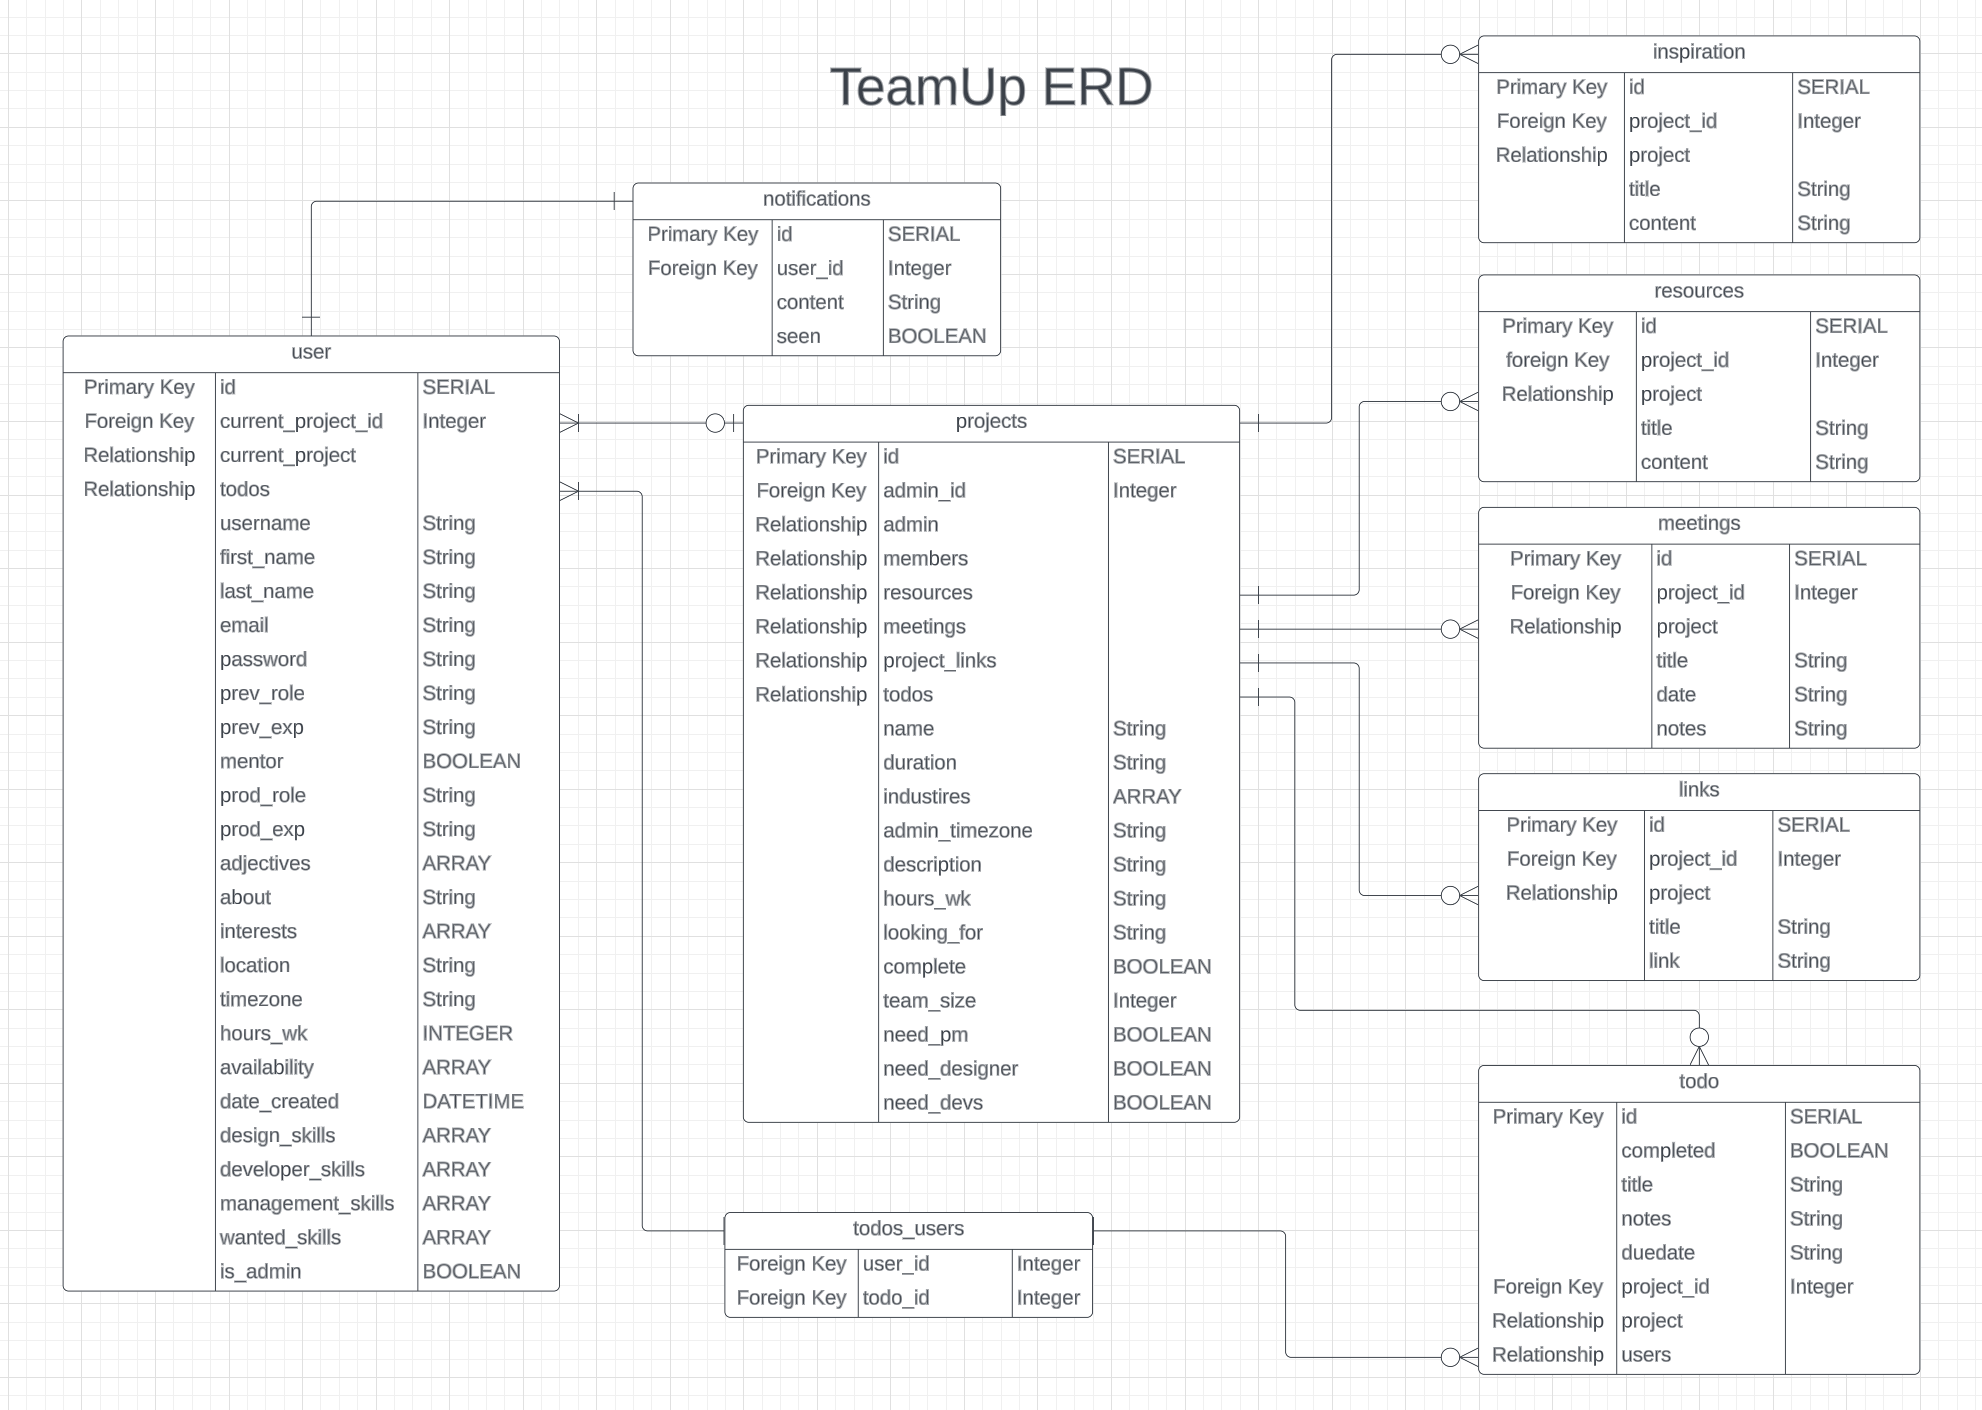 TeamUp ERD
user
Primary Key id SERIAL
Foreign Key current_project_id Integer
Relationship current_project
Relationship todos
username String
first_name String
last_name String
email String
password String
prev_role String
prev_exp String
mentor BOOLEAN
prod_role String
prod_exp String
adjectives ARRAY
about String
interests ARRAY
location String
timezone String
hours_wk INTEGER
availability ARRAY
date_created DATETIME
design_skills ARRAY
developer_skills ARRAY
management_skills ARRAY
wanted_skills ARRAY
is_admin BOOLEAN
notifications
Primary Key id SERIAL
Foreign Key user_id Integer
content String
seen BOOLEAN
projects
Primary Key id SERIAL
Foreign Key admin_id Integer
Relationship admin
Relationship members
Relationship resources
Relationship meetings
Relationship project_links
Relationship todos
name String
duration String
industires ARRAY
admin_timezone String
description String
hours_wk String
looking_for String
complete BOOLEAN
team_size Integer
need_pm BOOLEAN
need_designer BOOLEAN
need_devs BOOLEAN
todos_users
Foreign Key user_id Integer
Foreign Key todo_id Integer
inspiration
Primary Key id SERIAL
Foreign Key project_id Integer
Relationship project
title String
content String
resources
Primary Key id SERIAL
foreign Key project_id Integer
Relationship project
title String
content String
meetings
Primary Key id SERIAL
Foreign Key project_id Integer
Relationship project
title String
date String
notes String
links
Primary Key id SERIAL
Foreign Key project_id Integer
Relationship project
title String
link String
todo
Primary Key id SERIAL
completed BOOLEAN
title String
notes String
duedate String
Foreign Key project_id Integer
Relationship project
Relationship users